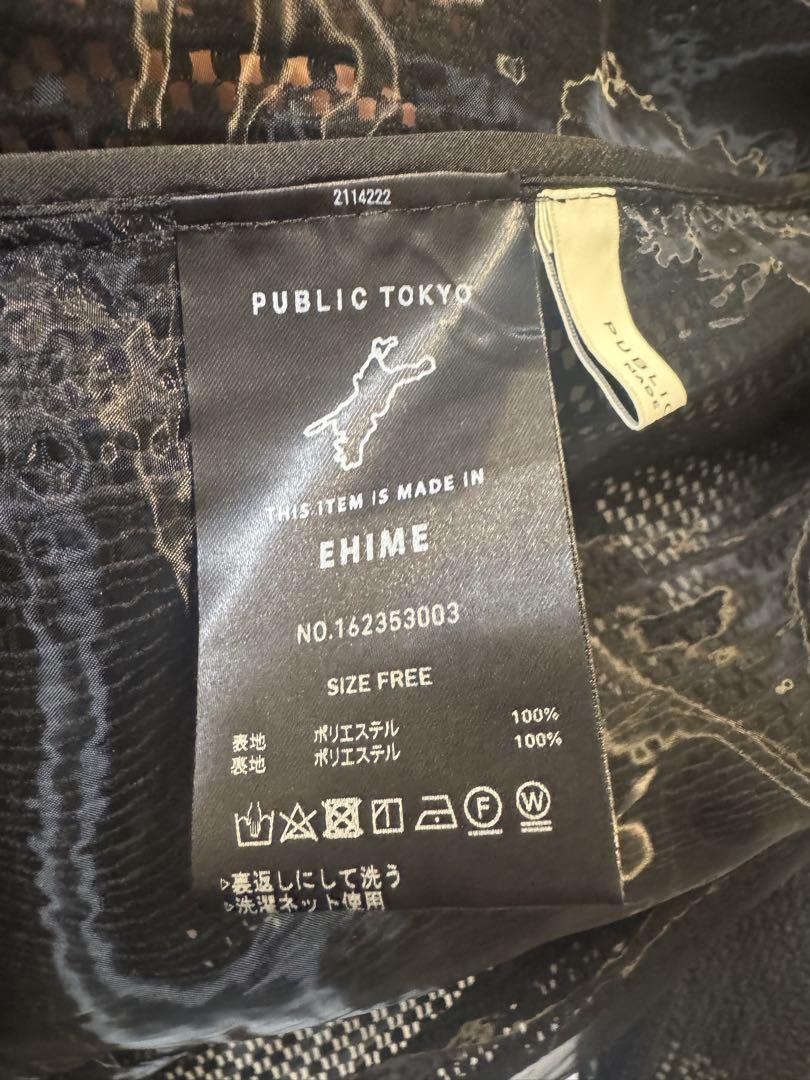 2114222
PUBLIC TOKYO
THIS ITEM IS MADE IN
EHIME
NO.162353003
SIZE FREE
表地 ポリエステル 100%
裏地 ポリエステル 100%
F W
▷裏返しにして洗う
▷洗濯ネット使用
PUBLIC
MADE